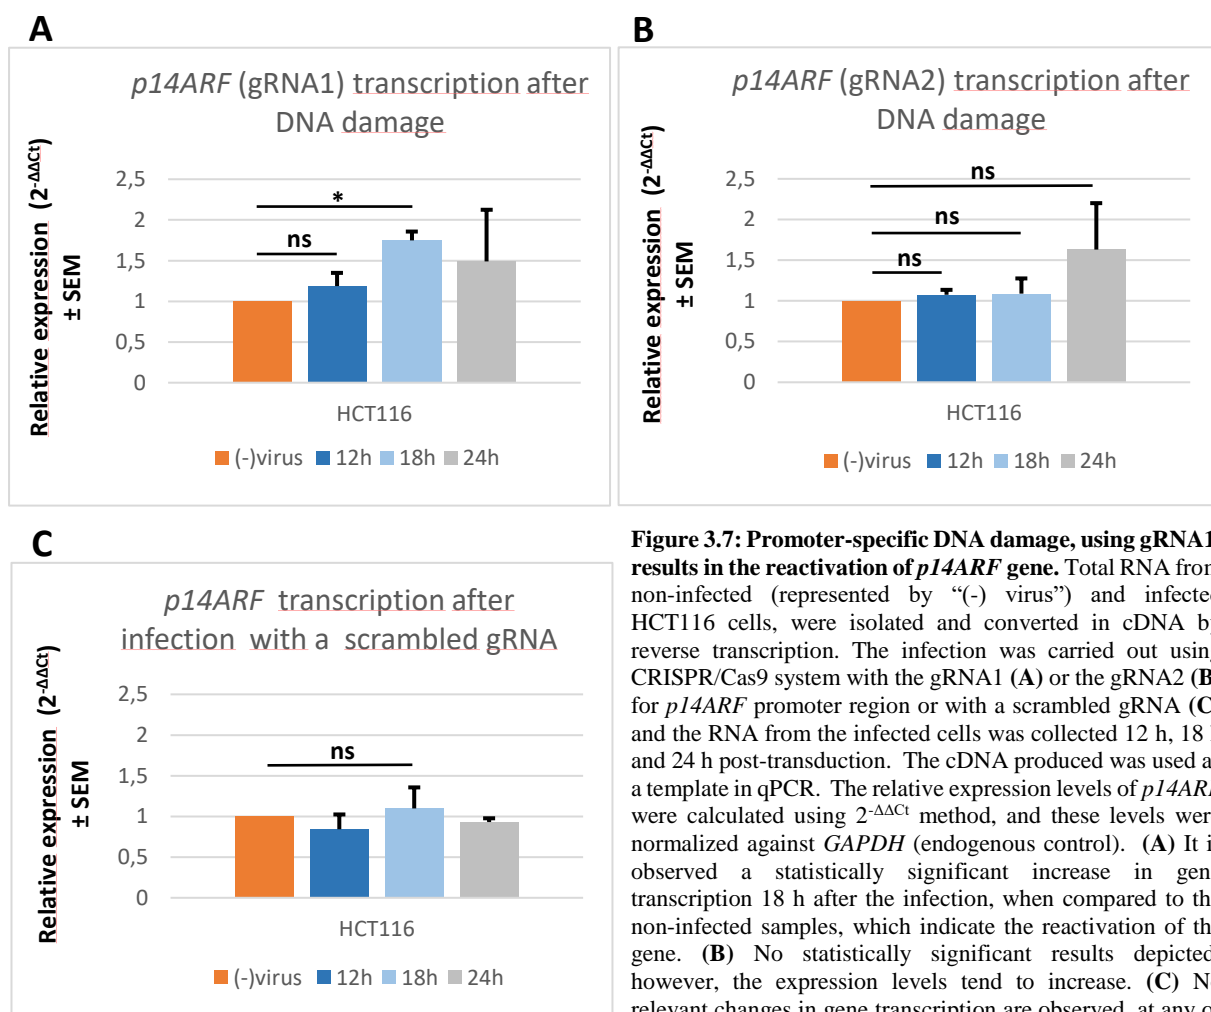 A
p14ARF (gRNA1) transcription after
DNA damage
Relative expression (2-ΔΔCt)
± SEM
2,5
2
1,5
1
0,5
0
*
ns
HCT116
(-)virus 12h 18h 24h
B
p14ARF (gRNA2) transcription after
DNA damage
Relative expression (2-ΔΔCt)
± SEM
2,5
2
1,5
1
0,5
0
ns
ns
ns
HCT116
(-)virus 12h 18h 24h
C
p14ARF transcription after
infection with a scrambled gRNA
Relative expression (2-ΔΔCt)
± SEM
2,5
2
1,5
1
0,5
0
ns
HCT116
(-)virus 12h 18h 24h
Figure 3.7: Promoter-specific DNA damage, using gRNA1
results in the reactivation of p14ARF gene. Total RNA from
non-infected (represented by “(-) virus”) and infected
HCT116 cells, were isolated and converted in cDNA by
reverse transcription. The infection was carried out using
CRISPR/Cas9 system with the gRNA1 (A) or the gRNA2 (B)
for p14ARF promoter region or with a scrambled gRNA (C)
and the RNA from the infected cells was collected 12 h, 18
and 24 h post-transduction. The cDNA produced was used
a template in qPCR. The relative expression levels of p14ARF
were calculated using 2-ΔΔCt method, and these levels were
normalized against GAPDH (endogenous control). (A) It
observed a statistically significant increase in gene
transcription 18 h after the infection, when compared to the
non-infected samples, which indicate the reactivation of the
gene. (B) No statistically significant results depicted
however, the expression levels tend to increase. (C) No
relevant changes in gene transcription are observed, at any of